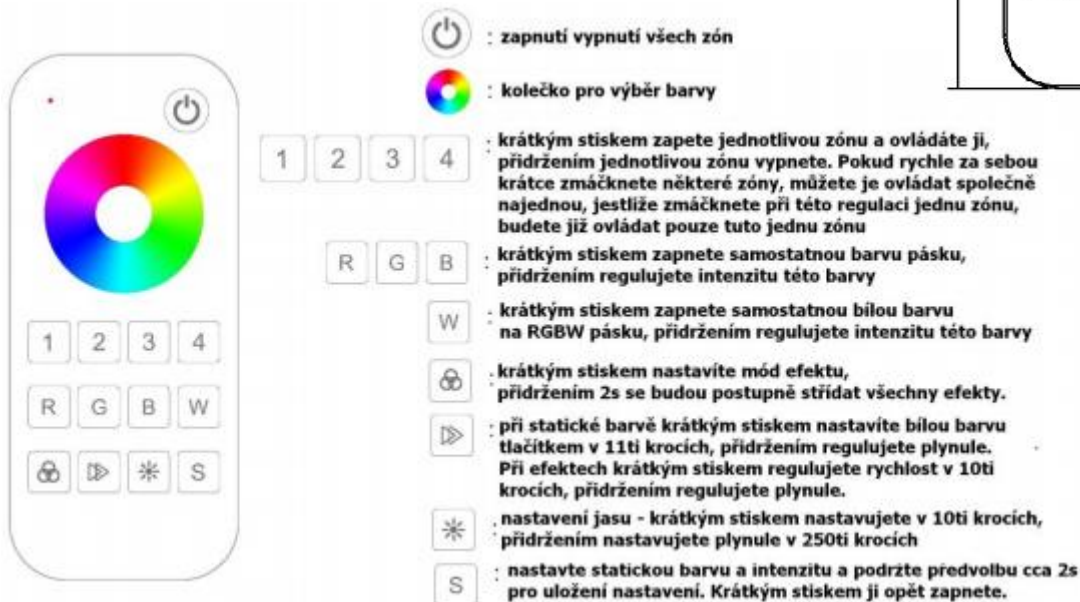 : zapnutí vypnutí všech zón
: kolečko pro výběr barvy
1 2 3 4
: krátkým stiskem zapete jednotlivou zónu a ovládáte ji,
přidržením jednotlivou zónu vypnete. Pokud rychle za sebou
krátce zmáčknete některé zóny, můžete je ovládat společně
najednou, jestliže zmáčknete při této regulaci jednu zónu,
budete již ovládat pouze tuto jednu zónu
R G B
: krátkým stiskem zapnete samostatnou barvu pásku,
přidržením regulujete intenzitu této barvy
W
: krátkým stiskem zapnete samostatnou bílou barvu
na RGBW pásku, přidržením regulujete intenzitu této barvy
: krátkým stiskem nastavíte mód efektu,
přidržením 2s se budou postupně střídat všechny efekty.
: při statické barvě krátkým stiskem nastavíte bílou barvu
tlačítkem v 11ti krocích, přidržením regulujete plynule.
Při efektech krátkým stiskem regulujete rychlost v 10ti
krocích, přidržením regulujete plynule.
: nastavení jasu - krátkým stiskem nastavujete v 10ti krocích,
přidržením nastavujete plynule v 250ti krocích
S
: nastavte statickou barvu a intenzitu a podržte předvolbu cca 2s
pro uložení nastavení. Krátkým stiskem ji opět zapnete.
1 2 3 4
R G B W
S